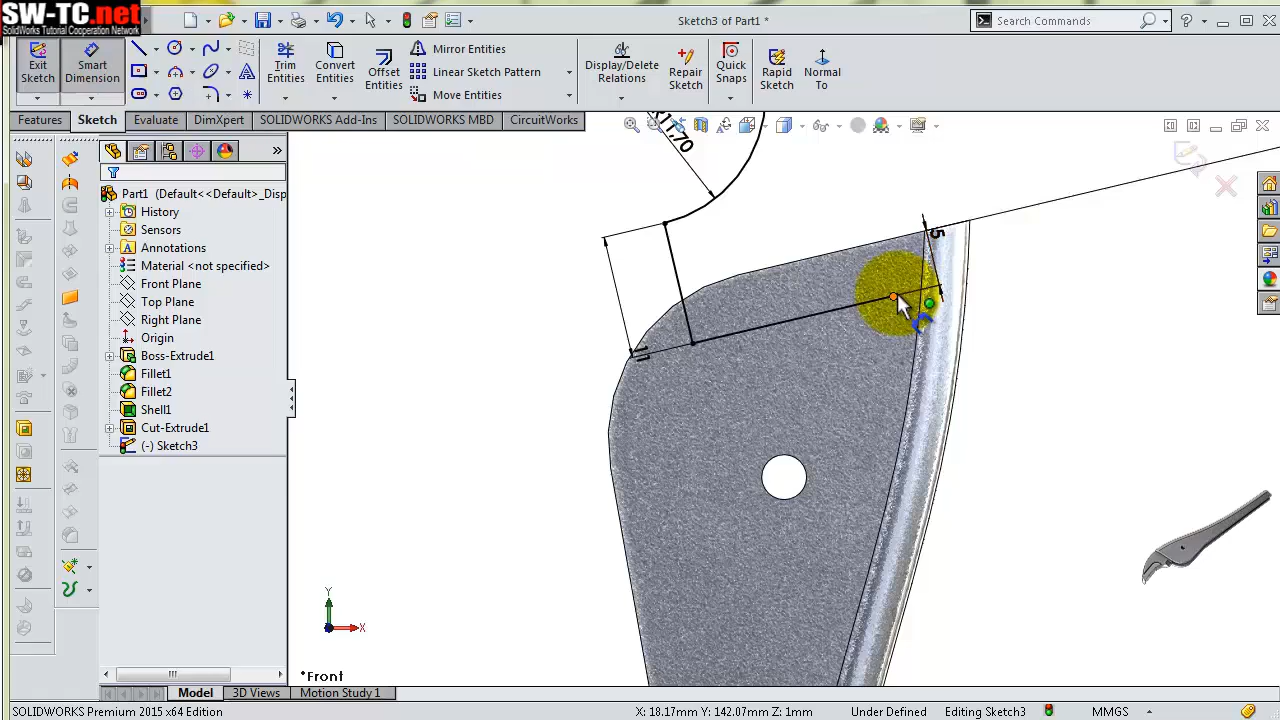 SW-TC.net
SolidWorks Tutorial Cooperation Network
Sketch3 of Part1 *
Search Commands
Exit Sketch
Smart Dimension
Trim Entities
Convert Entities
Offset Entities
Mirror Entities
Linear Sketch Pattern
Move Entities
Display/Delete Relations
Repair Sketch
Quick Snaps
Rapid Sketch
Normal To
Features
Sketch
Evaluate
DimXpert
SOLIDWORKS Add-Ins
SOLIDWORKS MBD
CircuitWorks
Part1 (Default<<Default>_Disp
History
Sensors
Annotations
Material <not specified>
Front Plane
Top Plane
Right Plane
Origin
Boss-Extrude1
Fillet1
Fillet2
Shell1
Cut-Extrude1
(-) Sketch3
11,70
5
11
Y
X
*Front
Model
3D Views
Motion Study 1
SOLIDWORKS Premium 2015 x64 Edition
X: 18.17mm Y: 142.07mm Z: 1mm
Under Defined
Editing Sketch3
MMGS